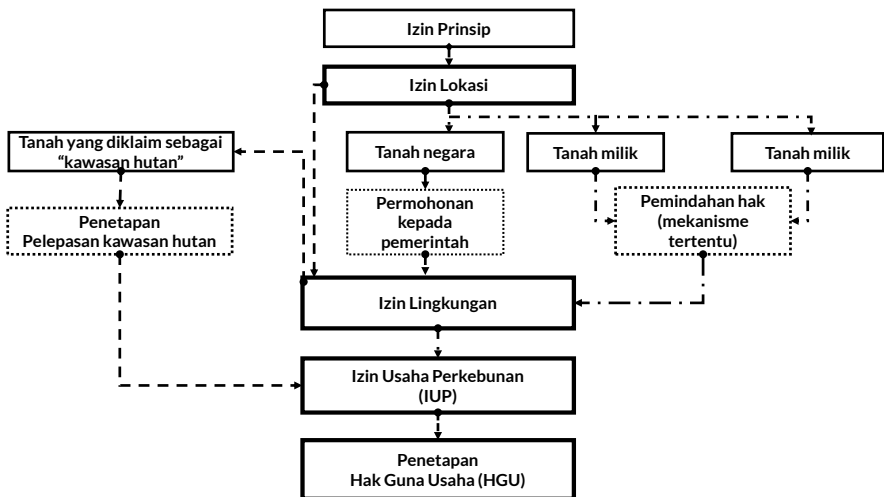 Izin Prinsip
Izin Lokasi
Tanah yang diklaim sebagai
“kawasan hutan”
Tanah negara
Tanah milik
Tanah milik
Penetapan
Pelepasan kawasan hutan
Permohonan
kepada
pemerintah
Pemindahan hak
(mekanisme
tertentu)
Izin Lingkungan
Izin Usaha Perkebunan
(IUP)
Penetapan
Hak Guna Usaha (HGU)